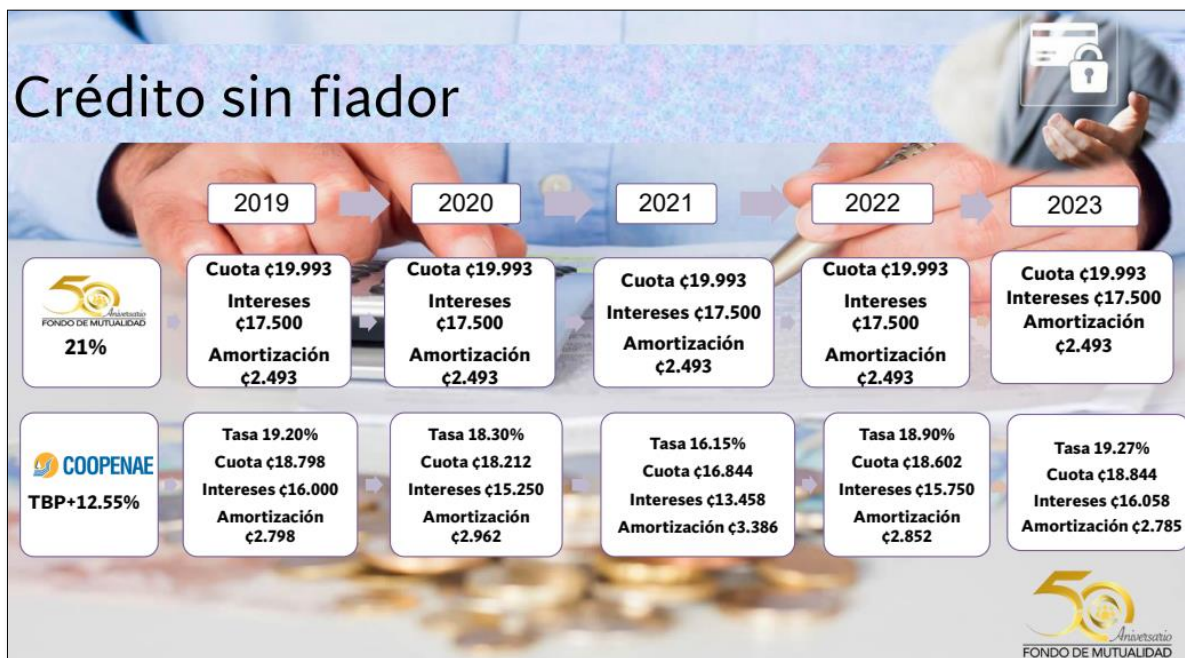 Crédito sin fiador
2019
2020
2021
2022
2023
50
Aniversario
FONDO DE MUTUALIDAD
21%
Cuota ¢19.993
Intereses
¢17.500
Amortización
¢2.493
Cuota ¢19.993
Intereses
¢17.500
Amortización
¢2.493
Cuota ¢19.993
Intereses ¢17.500
Amortización
¢2.493
Cuota ¢19.993
Intereses
¢17.500
Amortización
¢2.493
Cuota ¢19.993
Intereses ¢17.500
Amortización
¢2.493
COOPENAE
TBP+12.55%
Tasa 19.20%
Cuota ¢18.798
Intereses ¢16.000
Amortización
¢2.798
Tasa 18.30%
Cuota ¢18.212
Intereses ¢15.250
Amortización
¢2.962
Tasa 16.15%
Cuota ¢16.844
Intereses ¢13.458
Amortización ¢3.386
Tasa 18.90%
Cuota ¢18.602
Intereses ¢15.750
Amortización
¢2.852
Tasa 19.27%
Cuota ¢18.844
Intereses ¢16.058
Amortización ¢2.785
50
Aniversario
FONDO DE MUTUALIDAD